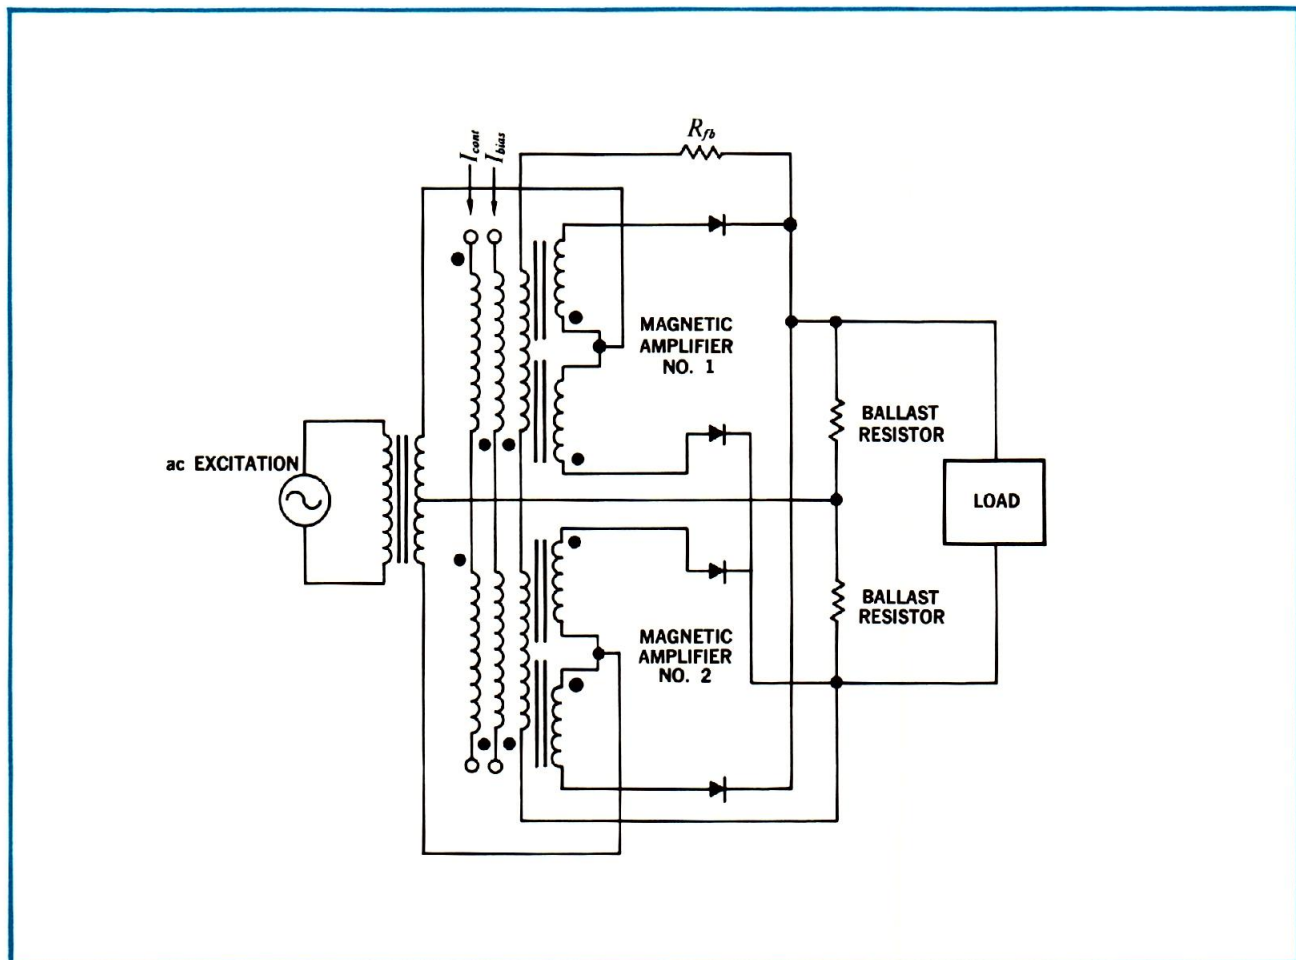 I_cont
I_bias
R_fb
MAGNETIC
AMPLIFIER
NO. 1
BALLAST
RESISTOR
ac EXCITATION
LOAD
BALLAST
RESISTOR
MAGNETIC
AMPLIFIER
NO. 2